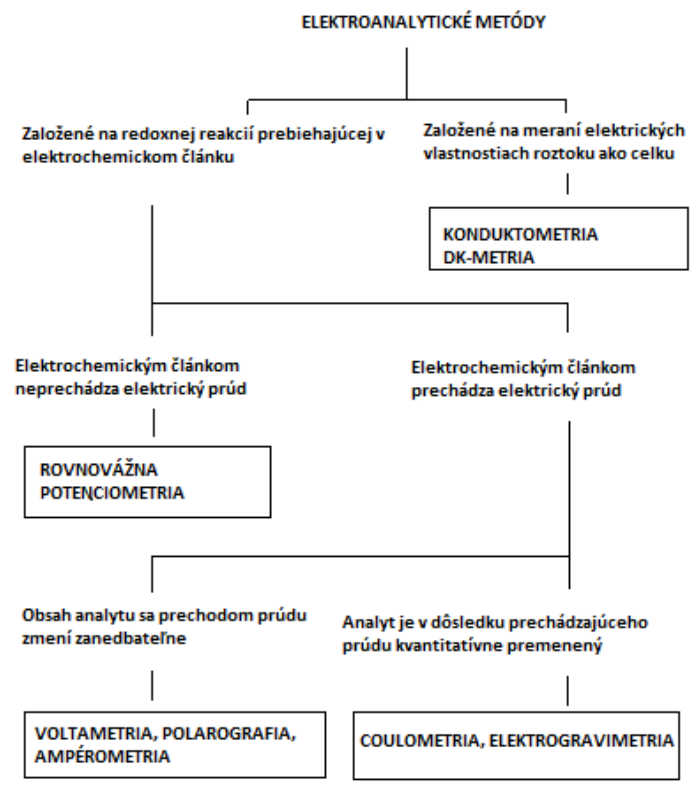 ELEKTROANALYTICKÉ METÓDY
Založené na redoxnej reakcií prebiehajúcej v
elektrochemickom článku
Založené na meraní elektrických
vlastnostiach roztoku ako celku
KONDUKTOMETRIA
DK-METRIA
Elektrochemickým článkom
neprechádza elektrický prúd
Elektrochemickým článkom
prechádza elektrický prúd
ROVNOVÁŽNA
POTENCIOMETRIA
Obsah analytu sa prechodom prúdu
zmení zanedbateľne
Analyt je v dôsledku prechádzajúceho
prúdu kvantitatívne premenený
VOLTAMETRIA, POLAROGRAFIA,
AMPÉROMETRIA
COULOMETRIA, ELEKTROGRAVIMETRIA